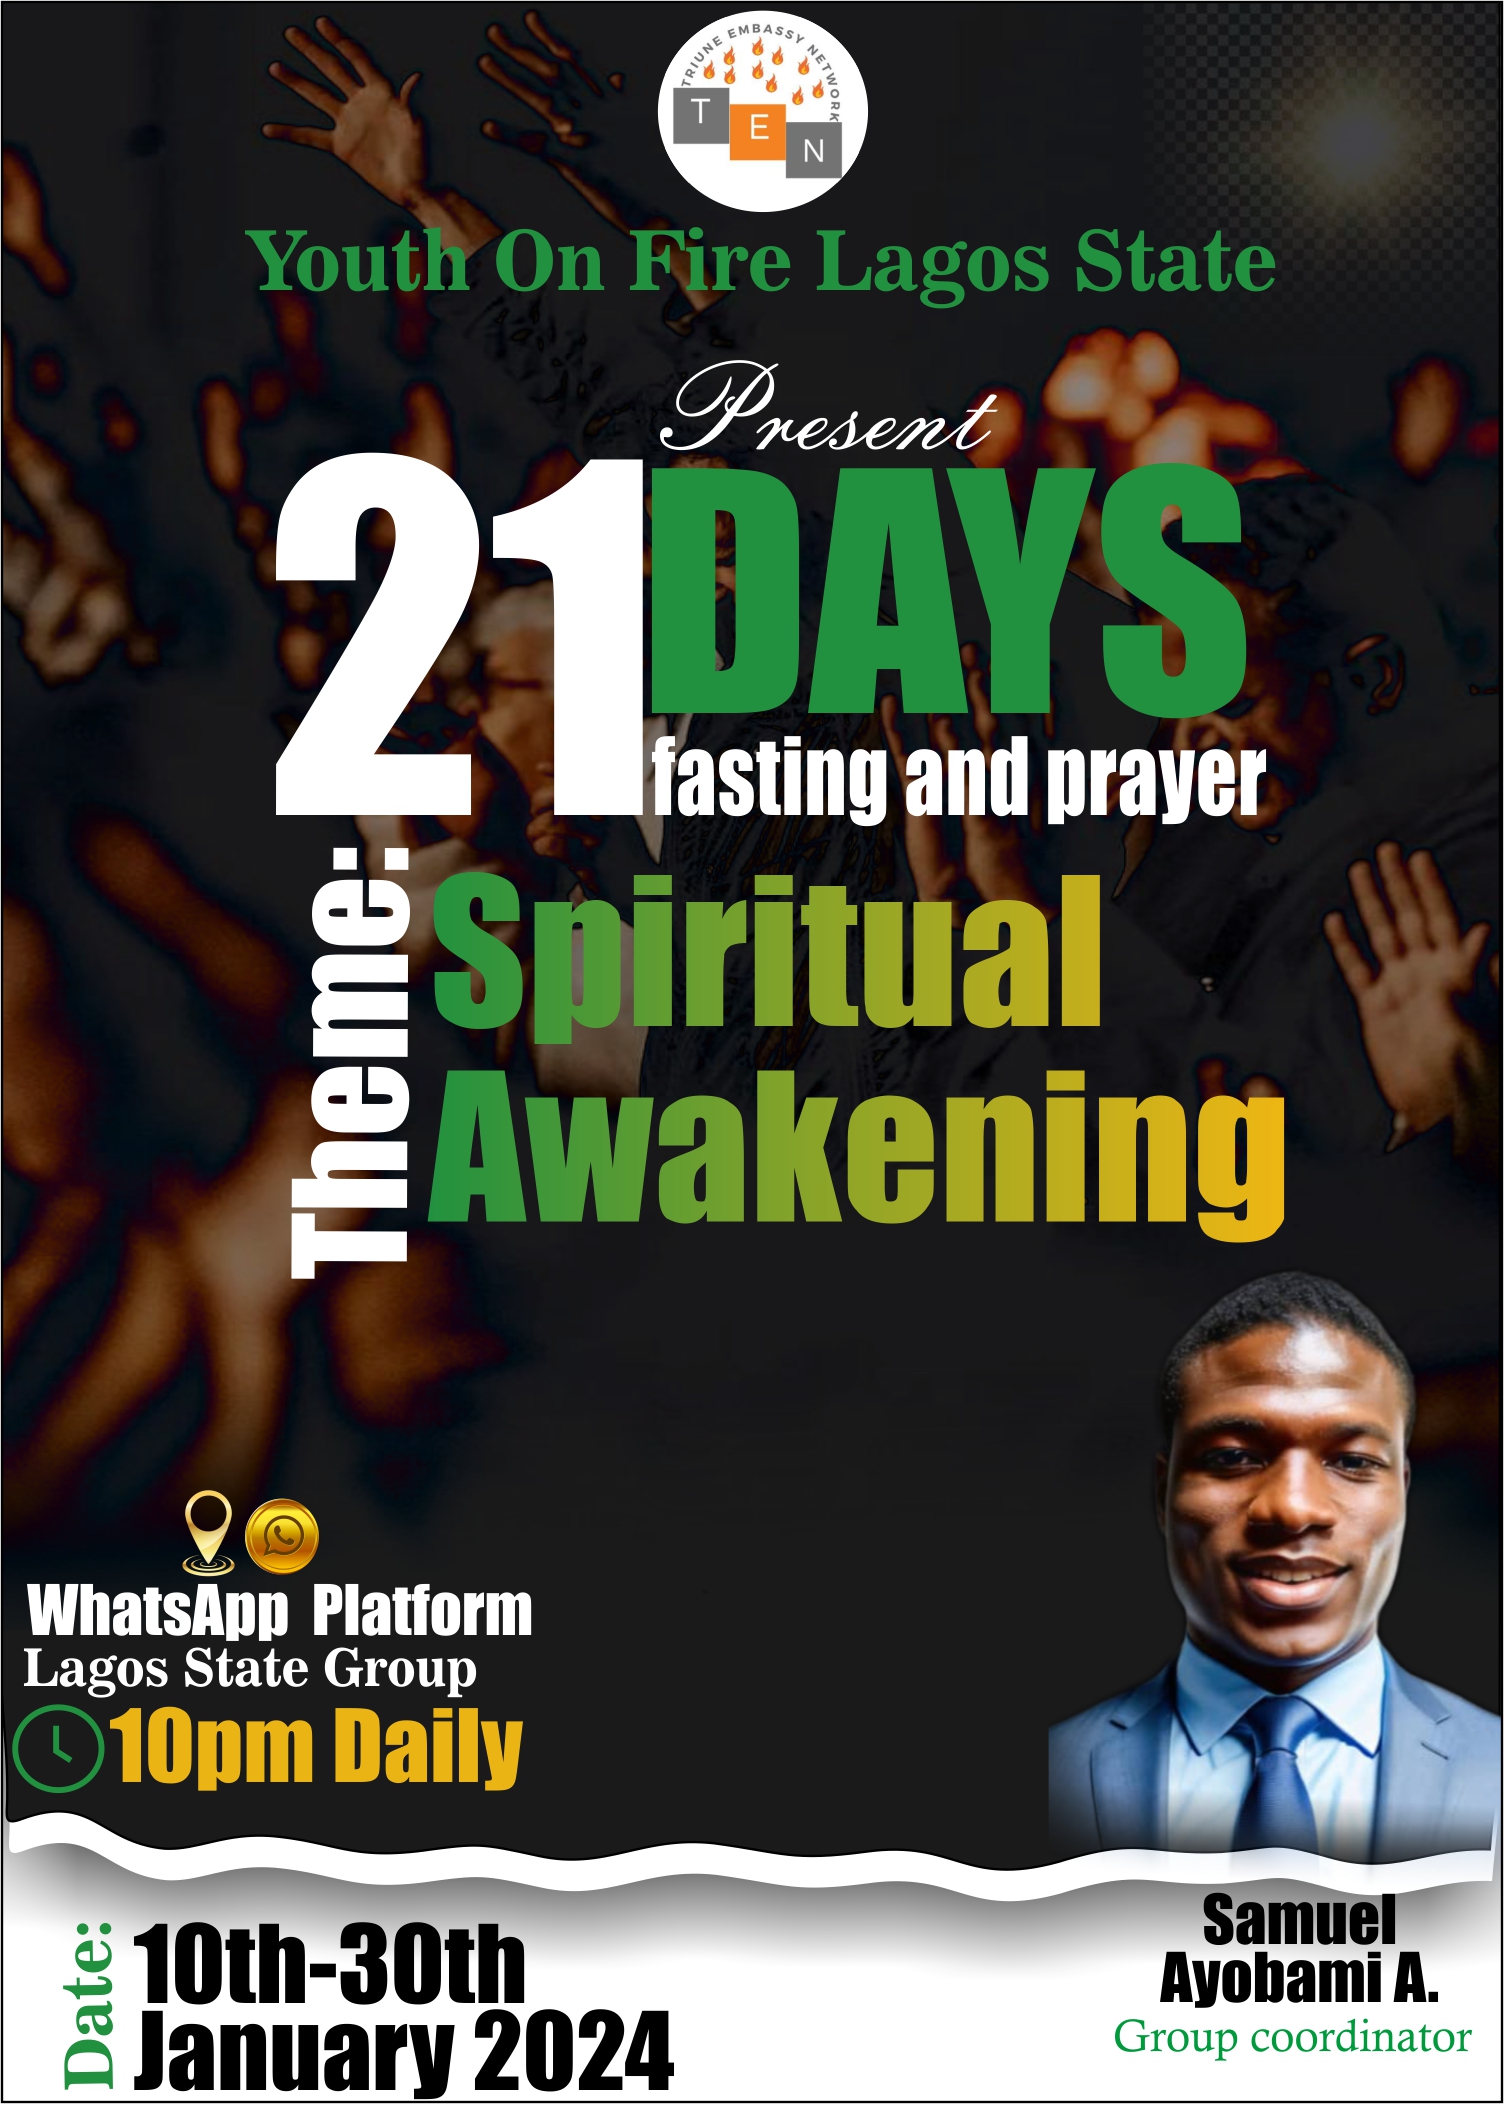 TRIUNE EMBASSY NETWORK
T E N
Youth On Fire Lagos State
Present
21 DAYS
fasting and prayer
Theme:
Spiritual
Awakening
WhatsApp Platform
Lagos State Group
10pm Daily
Date:
10th-30th
January 2024
Samuel
Ayobami A.
Group coordinator